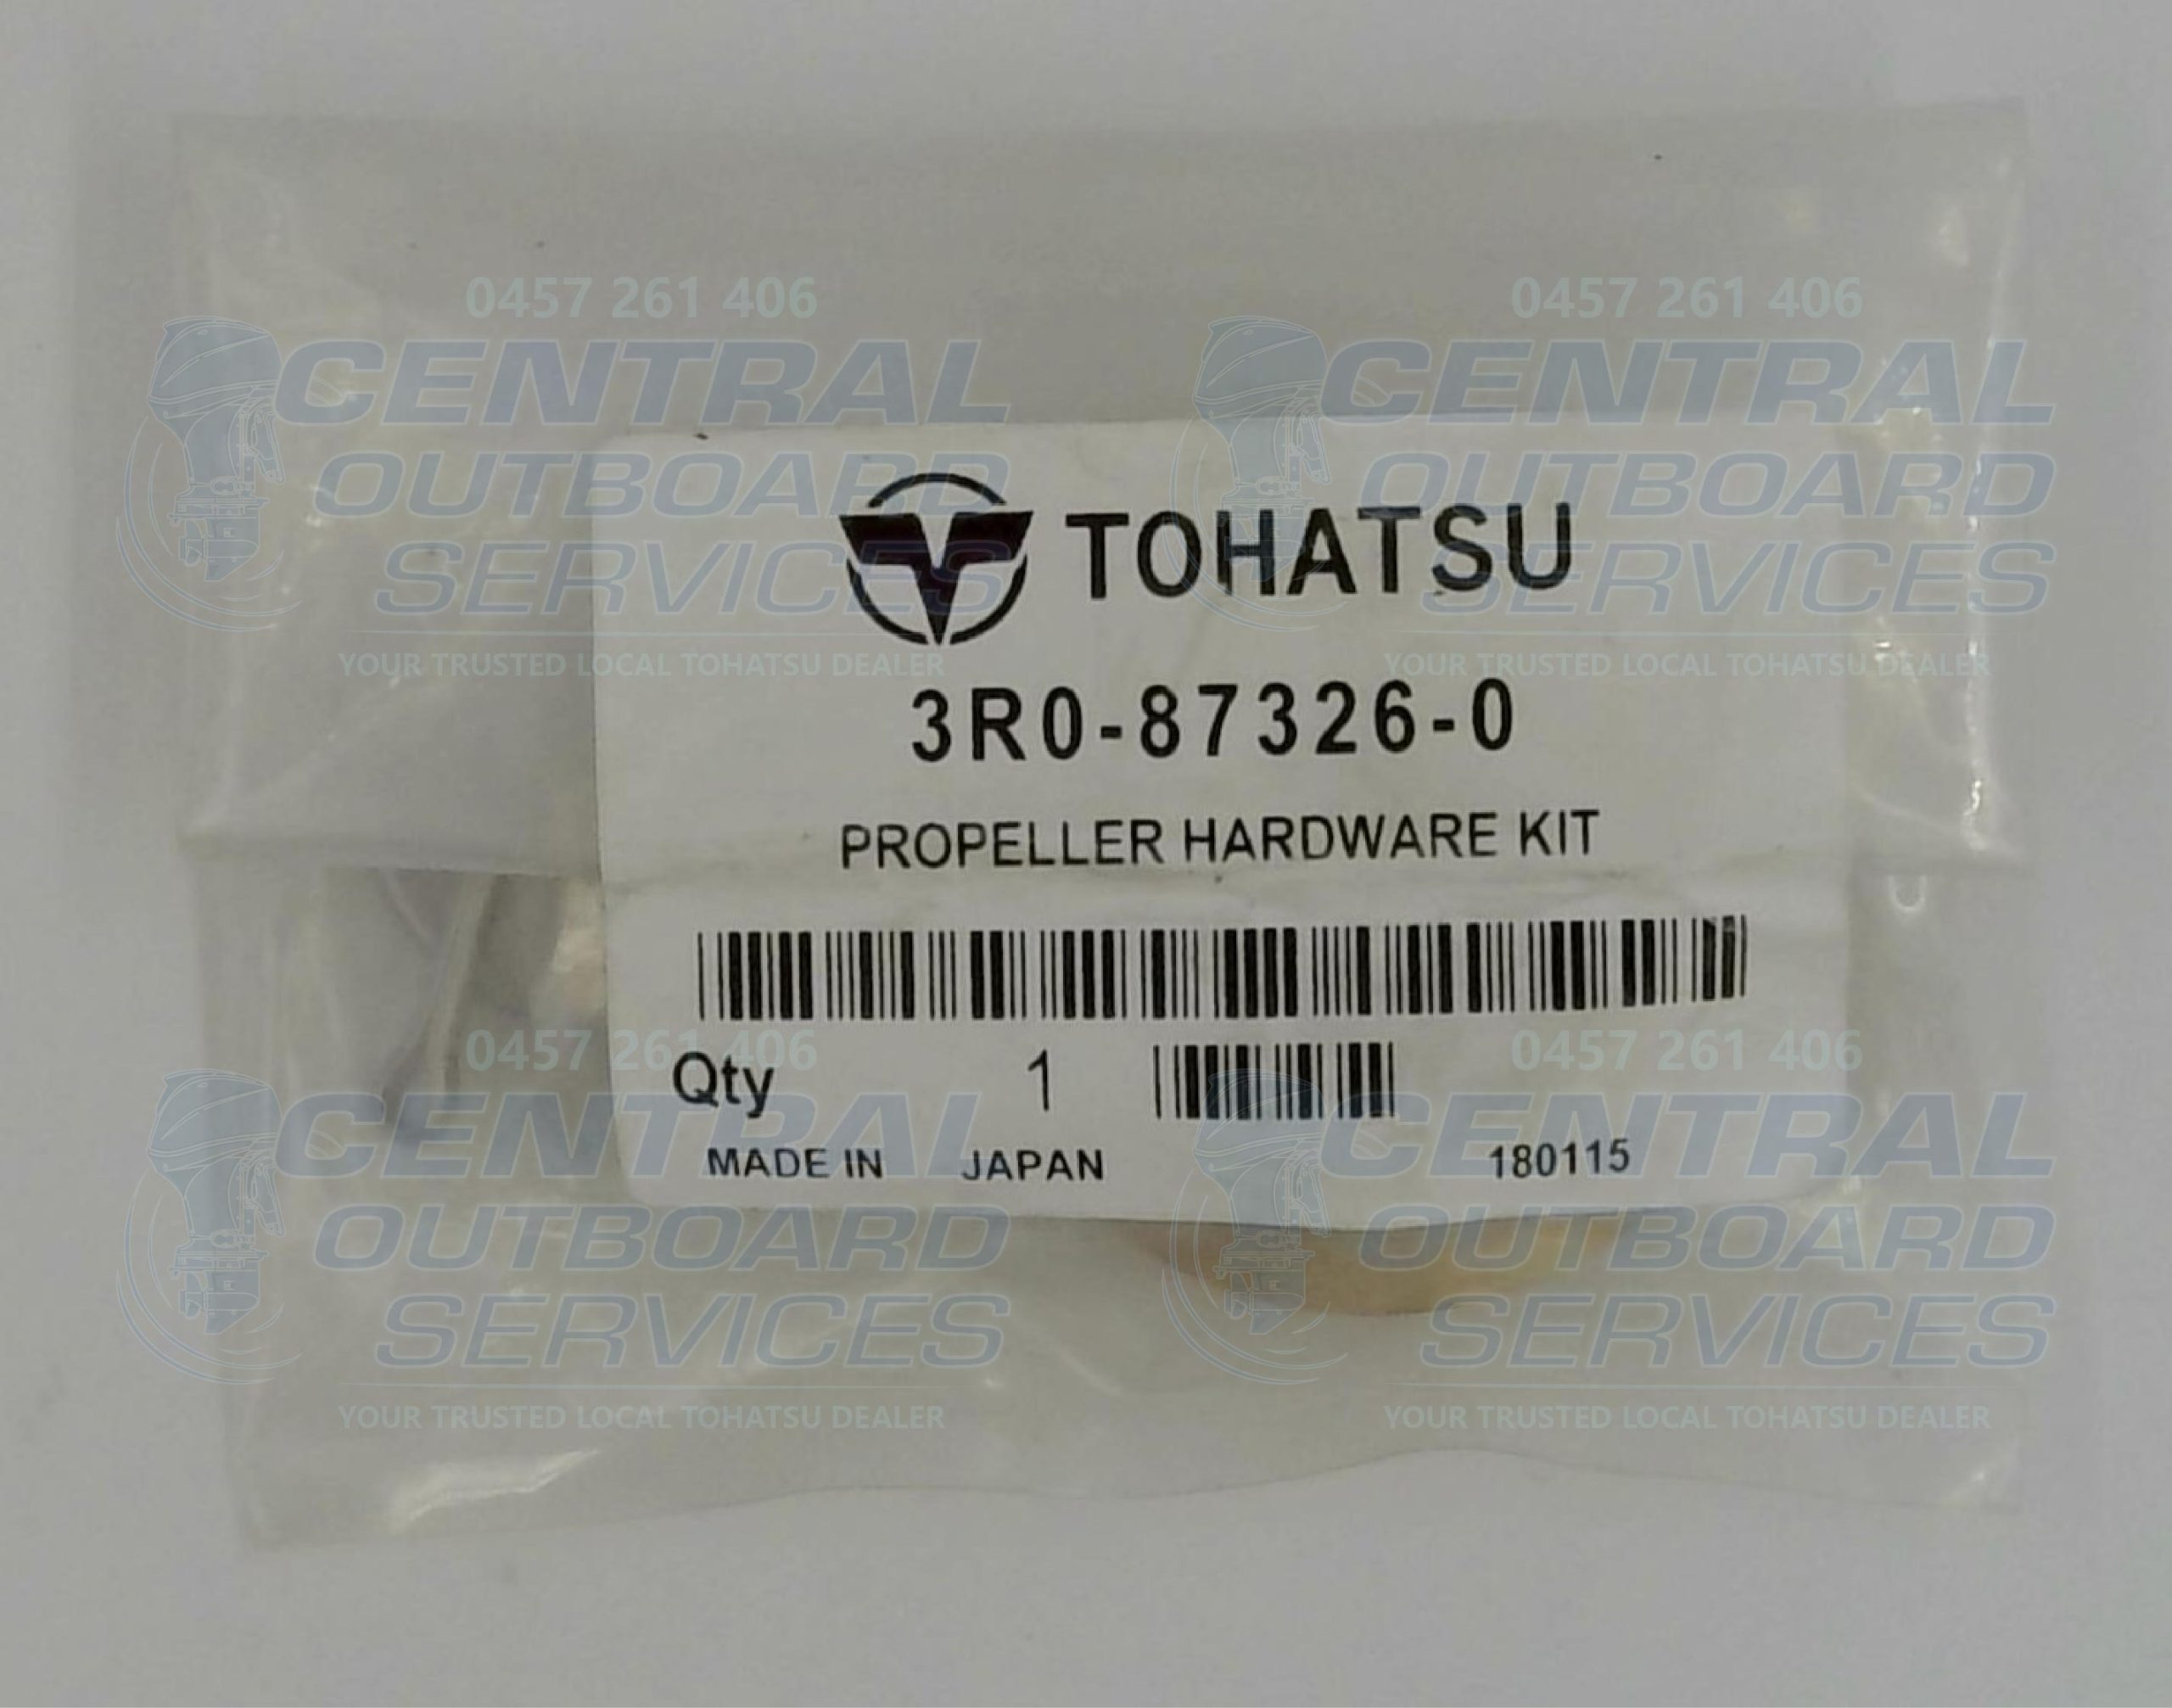 0457 261 406
CENTRAL
OUTBOARD
SERVICES
YOUR TRUSTED LOCAL TOHATSU DEALER
0457 261 406
CENTRAL
OUTBOARD
SERVICES
YOUR TRUSTED LOCAL TOHATSU DEALER
TOHATSU
3R0-87326-0
PROPELLER HARDWARE KIT
Qty 1
MADE IN JAPAN 180115
0457 261 406
CENTRAL
OUTBOARD
SERVICES
YOUR TRUSTED LOCAL TOHATSU DEALER
0457 261 406
CENTRAL
OUTBOARD
SERVICES
YOUR TRUSTED LOCAL TOHATSU DEALER